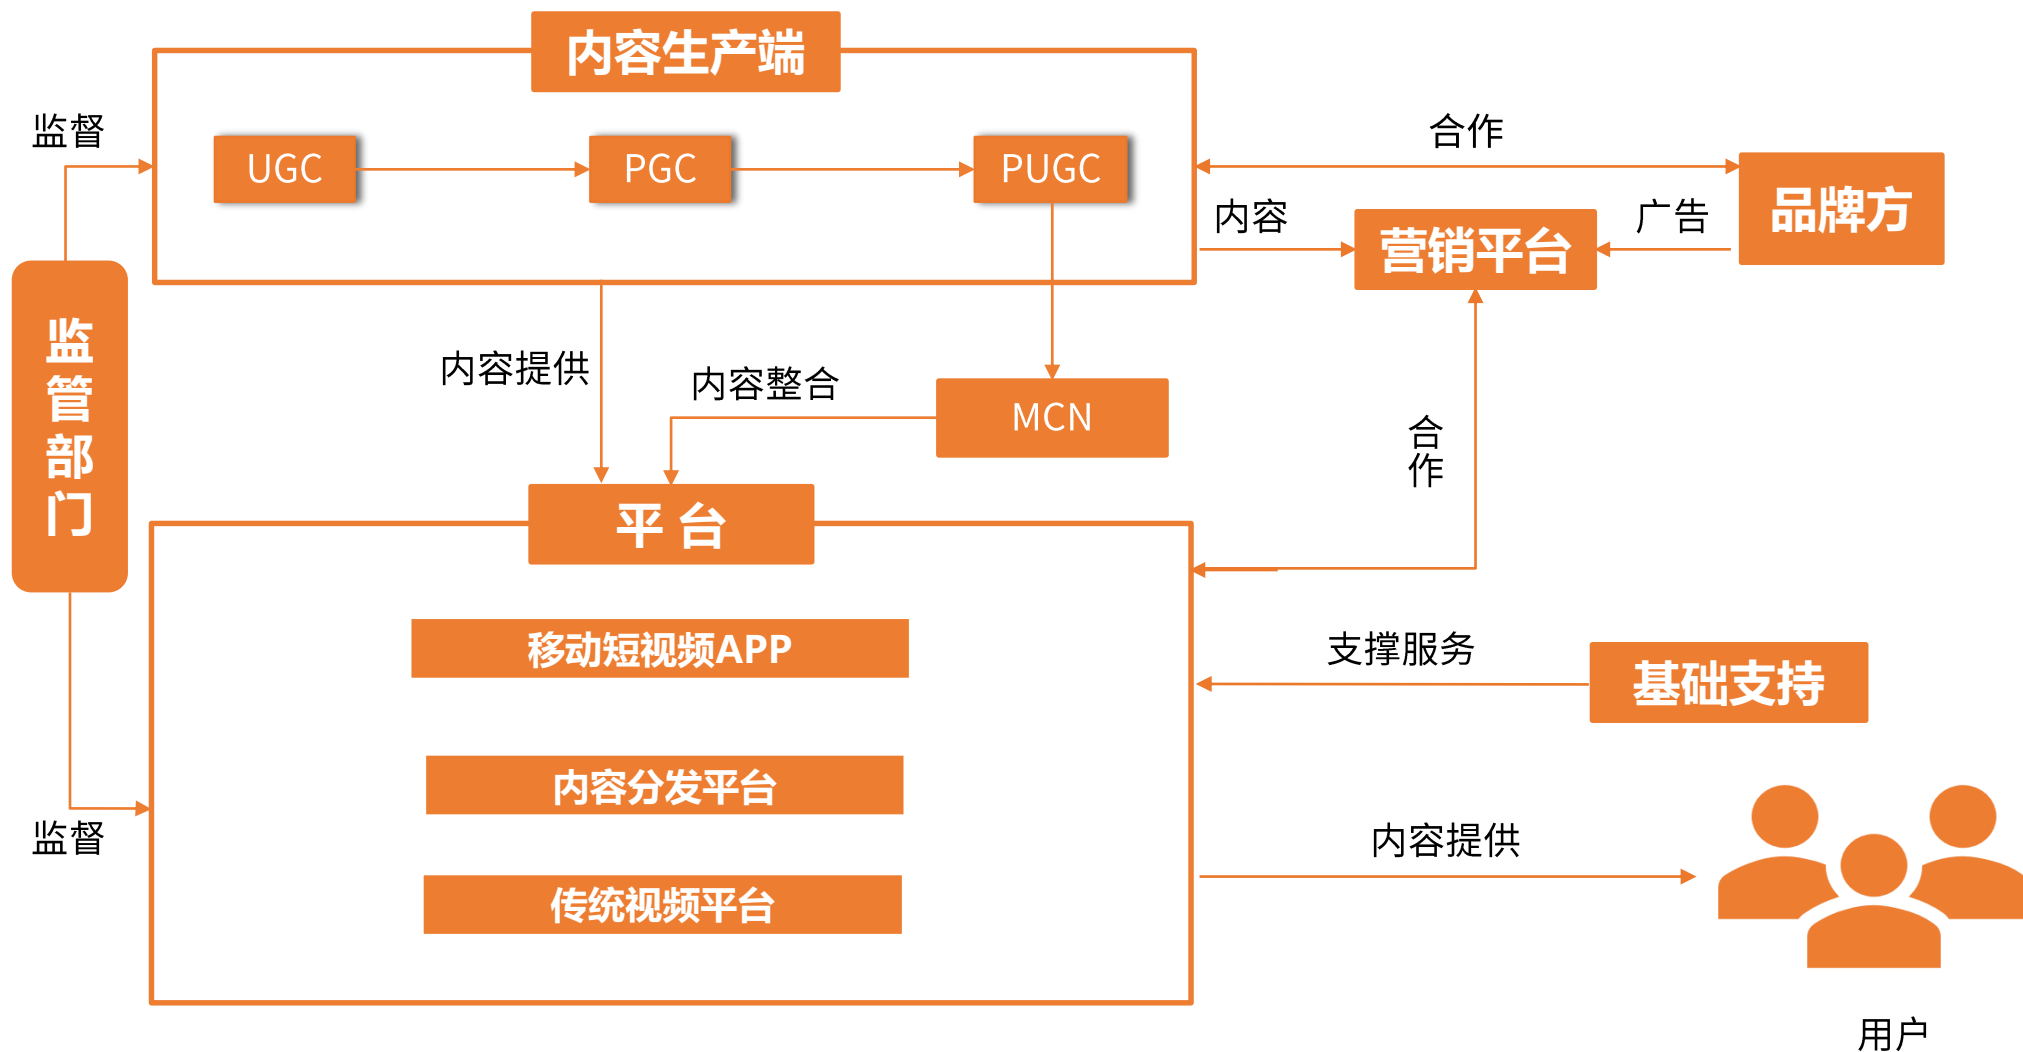 内容生产端
监督
UGC
PGC
PUGC
合作
品牌方
内容
营销平台
广告
监
管
部
门
内容提供
内容整合
MCN
合
作
平 台
移动短视频APP
支撑服务
基础支持
内容分发平台
监督
内容提供
传统视频平台
用户